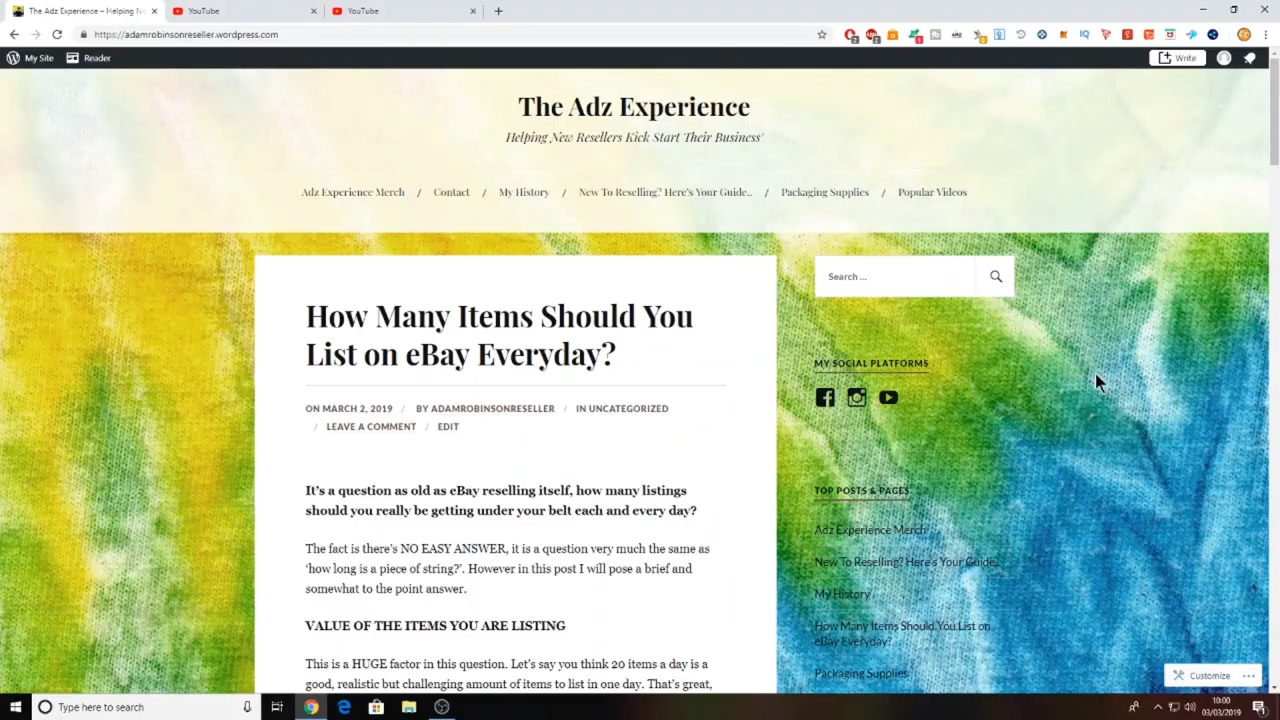 The Adz Experience – Helping N
YouTube
YouTube
https://adamrobinsonreseller.wordpress.com
My Site
Reader
Write
The Adz Experience
Helping New Resellers Kick Start Their Business'
Adz Experience Merch / Contact / My History / New To Reselling? Here's Your Guide.. / Packaging Supplies / Popular Videos
Search ...
How Many Items Should You
List on eBay Everyday?
ON MARCH 2, 2019 / BY ADAMROBINSONRESELLER / IN UNCATEGORIZED
/ LEAVE A COMMENT / EDIT
It's a question as old as eBay reselling itself, how many listings
should you really be getting under your belt each and every day?
The fact is there's NO EASY ANSWER, it is a question very much the same as
'how long is a piece of string?'. However in this post I will pose a brief and
somewhat to the point answer.
VALUE OF THE ITEMS YOU ARE LISTING
This is a HUGE factor in this question. Let's say you think 20 items a day is a
good, realistic but challenging amount of items to list in one day. That's great,
MY SOCIAL PLATFORMS
TOP POSTS & PAGES
Adz Experience Merch
New To Reselling? Here's Your Guide..
My History
How Many Items Should You List on
eBay Everyday?
Packaging Supplies
Customize
Type here to search
10:00
03/03/2019